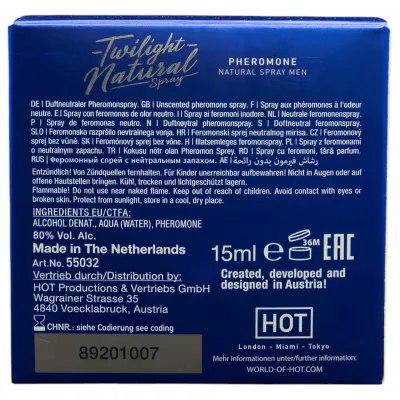 Twilight
Natural
Spray
PHEROMONE
NATURAL SPRAY MEN
DE | Duftneutraler Pheromonspray. GB | Unscented pheromone spray. F | Spray aux phéromones à l'odeur
neutre. E | Spray con feromonas de olor neutro. I | Spray ai feromoni inodore. NL | Neutrale feromonenspray.
P | Spray de feromonas neutro. N | Duftnøytral pheromonspray. S | Doftneutral feromonspray.
SLO | Feromonsko razpršilo nevtralnega vonja. HR | Feromonski sprej neutralnog mirisa. CZ | Feromonový
sprej bez vůně. SK | Feromónový sprej bez vône. H | Illatsemleges feromonspray. PL | Spray z feromonami
o neutralnym zapachu. TR | Kokusu nötr olan Pheromon Sprey. RO | Spray cu feromoni, fără parfum.
RUS | Феромонный спрей с нейтральным запахом. AE | رشاش فيرمون بدون رائحة
Entzündlich! Von Zündquellen fernhalten. Für Kinder unerreichbar aufbewahren! Nicht in Augen oder auf
offene Hautstellen bringen. Kühl, trocken und lichtgeschützt lagern.
Flammable! Do not use near naked flame. Keep out of reach of children. Avoid contact with eyes or
broken skin. Protect from sunlight, store in a cool, dry place.
INGREDIENTS EU/CTFA:
ALCOHOL DENAT., AQUA (WATER), PHEROMONE
80% Vol. Alc.
Made in The Netherlands
Art.No. 55032
Vertrieb durch/Distribution:
HOT Productions & Vertriebs GmbH
Wagrainer Strasse 35
4840 Voecklabruck, Austria
CHNR.: siehe Codierung see coding
89201007
15ml e 36M EAC
Created, developed and
designed in Austria!
HOT
London - Miami - Tokyo
Mehr Informationen unter/further information:
WORLD-OF-HOT.COM